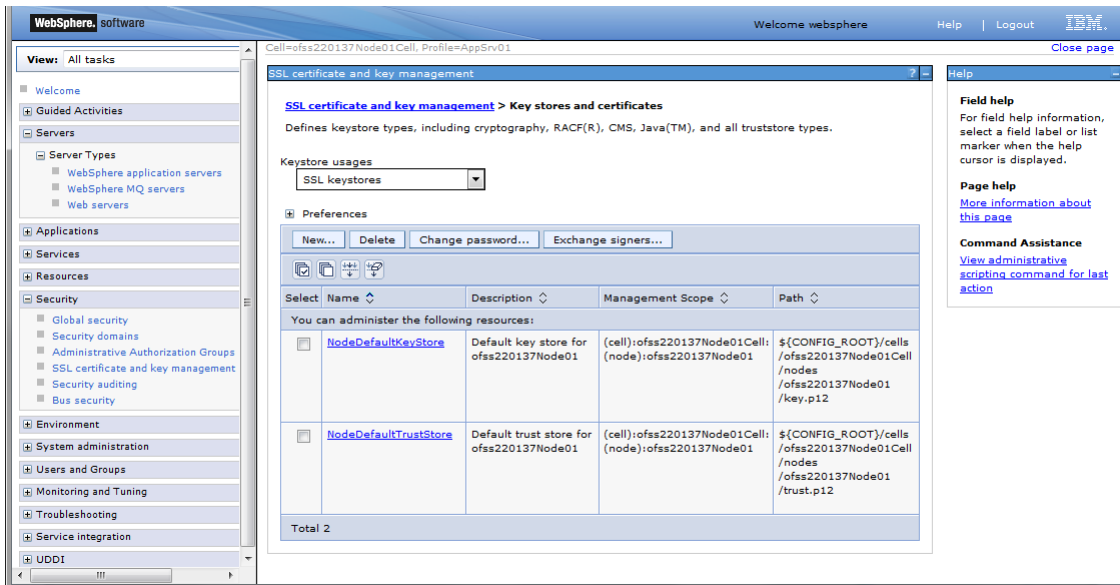 WebSphere. software
Welcome websphere
Help | Logout
IBM.
View: All tasks
Welcome
Guided Activities
Servers
Server Types
WebSphere application servers
WebSphere MQ servers
Web servers
Applications
Services
Resources
Security
Global security
Security domains
Administrative Authorization Groups
SSL certificate and key management
Security auditing
Bus security
Environment
System administration
Users and Groups
Monitoring and Tuning
Troubleshooting
Service integration
UDDI
Cell=ofss220137Node01Cell, Profile=AppSrv01
Close page
SSL certificate and key management
? –
SSL certificate and key management > Key stores and certificates
Defines keystore types, including cryptography, RACF(R), CMS, Java(TM), and all truststore types.
Keystore usages
SSL keystores
Preferences
New... Delete Change password... Exchange signers...
Select Name Description Management Scope Path
You can administer the following resources:
NodeDefaultKeyStore
Default key store for
ofss220137Node01
(cell):ofss220137Node01Cell:
(node):ofss220137Node01
${CONFIG_ROOT}/cells
/ofss220137Node01Cell
/nodes
/ofss220137Node01
/key.p12
NodeDefaultTrustStore
Default trust store for
ofss220137Node01
(cell):ofss220137Node01Cell:
(node):ofss220137Node01
${CONFIG_ROOT}/cells
/ofss220137Node01Cell
/nodes
/ofss220137Node01
/trust.p12
Total 2
Help
Field help
For field help information,
select a field label or list
marker when the help
cursor is displayed.
Page help
More information about
this page
Command Assistance
View administrative
scripting command for last
action